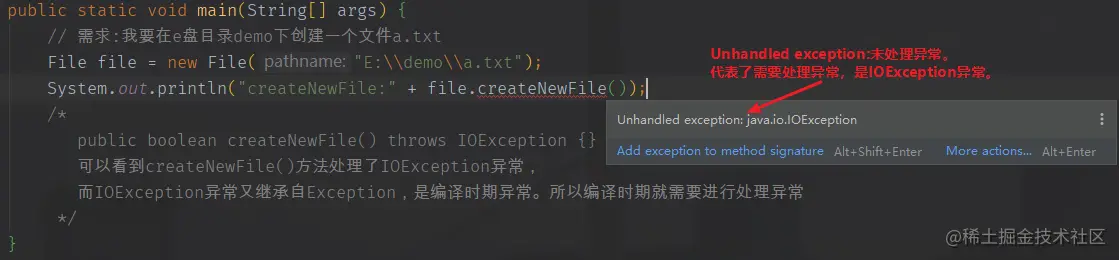 public static void main(String[] args) {
// 需求:我要在e盘目录demo下创建一个文件a.txt
File file = new File( pathname: "E:\\demo\\a.txt");
System.out.println("createNewFile:" + file.createNewFile());
Unhandled exception:未处理异常。
代表了需要处理异常，是IOException异常。
Unhandled exception: java.io.IOException
Add exception to method signature Alt+Shift+Enter More actions... Alt+Enter
/*
public boolean createNewFile() throws IOException {}
可以看到createNewFile()方法处理了IOException异常，
而IOException异常又继承自Exception，是编译时期异常。所以编译时期就需要进行处理异常
*/
}
@稀土掘金技术社区